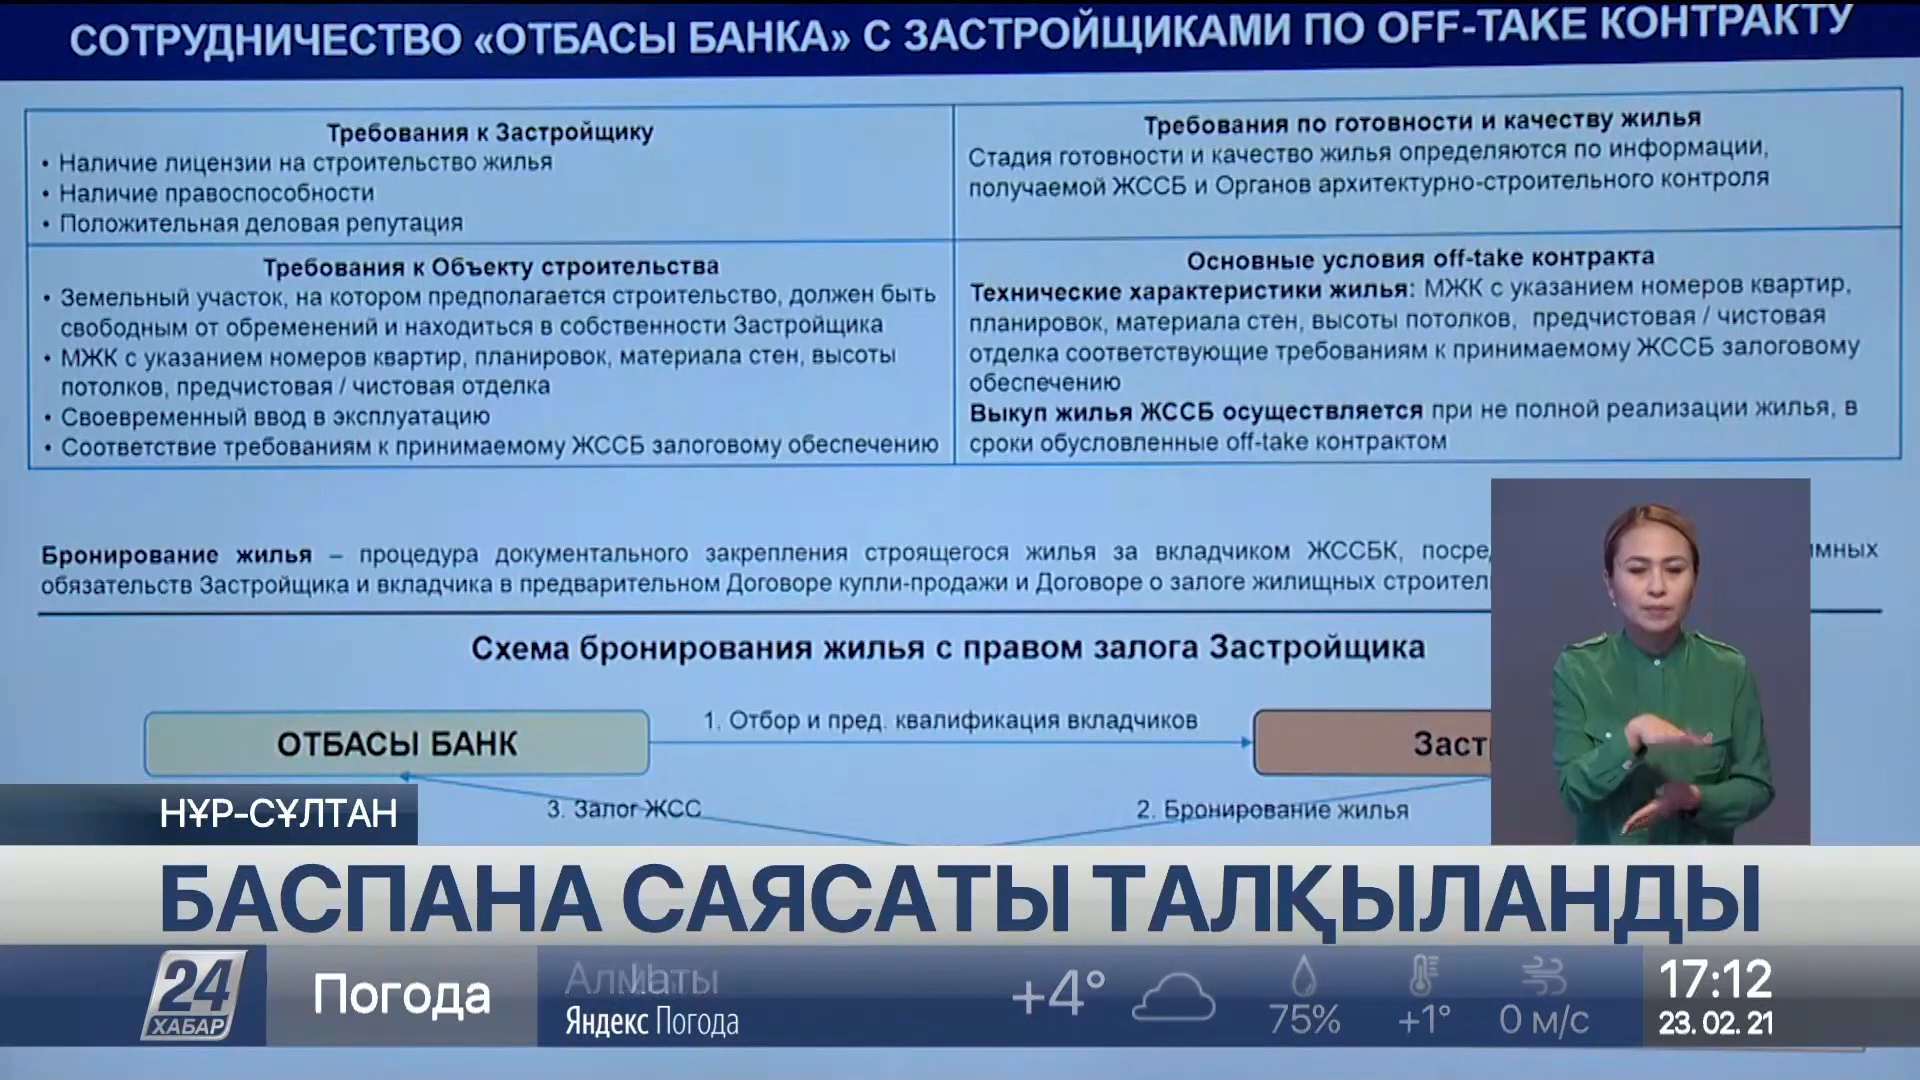 СОТРУДНИЧЕСТВО «ОТБАСЫ БАНКА» С ЗАСТРОЙЩИКАМИ ПО OFF-TAKE КОНТРАКТУ
Требования к Застройщику
• Наличие лицензии на строительство жилья
• Наличие правоспособности
• Положительная деловая репутация
Требования по готовности и качеству жилья
Стадия готовности и качество жилья определяются по информации,
получаемой ЖССБ и Органов архитектурно-строительного контроля
Требования к Объекту строительства
• Земельный участок, на котором предполагается строительство, должен быть
свободным от обременений и находиться в собственности Застройщика
• МЖК с указанием номеров квартир, планировок, материала стен, высоты
потолков, предчистовая / чистовая отделка
• Своевременный ввод в эксплуатацию
• Соответствие требованиям к принимаемому ЖССБ залоговому обеспечению
Основные условия off-take контракта
Технические характеристики жилья: МЖК с указанием номеров квартир,
планировок, материала стен, высоты потолков, предчистовая / чистовая
отделка соответствующие требованиям к принимаемому ЖССБ залоговому
обеспечению
Выкуп жилья ЖССБ осуществляется при не полной реализации жилья, в
сроки обусловленные off-take контрактом
Бронирование жилья – процедура документального закрепления строящегося жилья за вкладчиком ЖССБК,
обязательств Застройщика и вкладчика в предварительном Договоре купли-продажи и Договоре о залоге жилищных
Схема бронирования жилья с правом залога Застройщика
ОТБАСЫ БАНК
1. Отбор и пред. квалификация вкладчиков
3. Залог ЖСС
2. Бронирование жилья
НҰР-СҰЛТАН
БАСПАНА САЯСАТЫ ТАЛҚЫЛАНДЫ
24
ХАБАР
Погода
Алматы
Яндекс Погода
+4°
75%
+1°
0 м/с
17:12
23. 02. 21